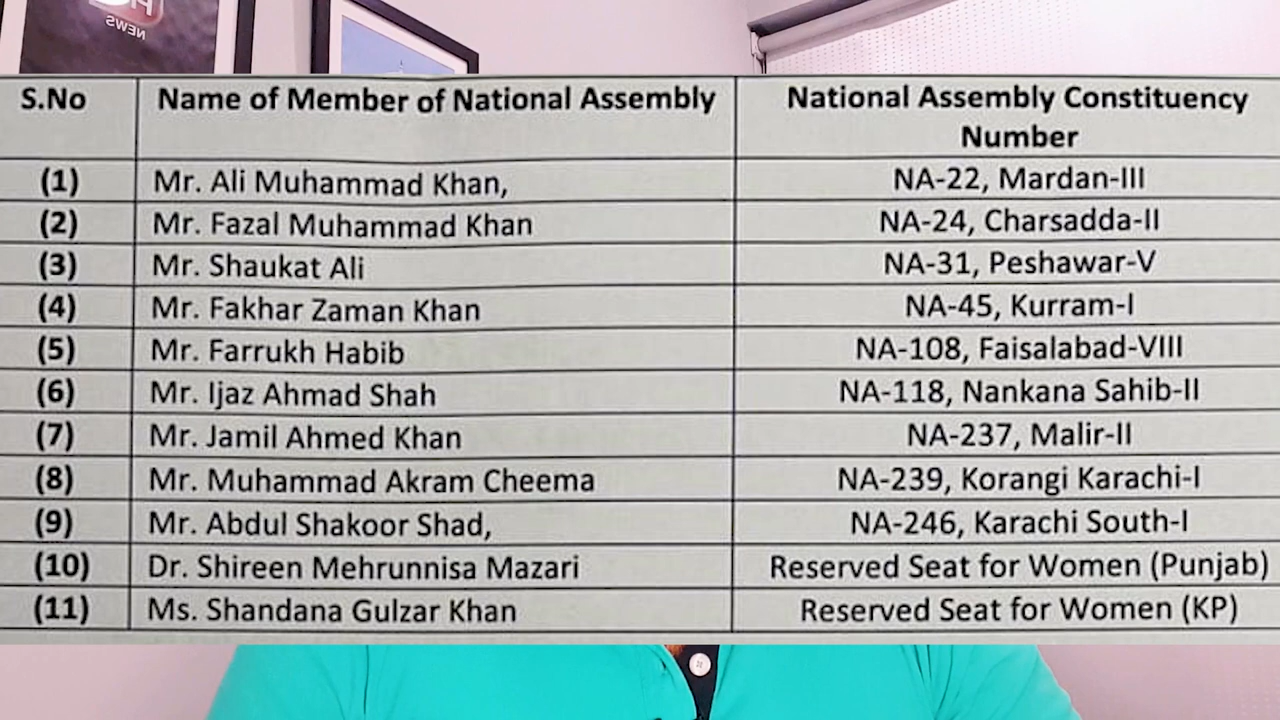 NEWS
S.No Name of Member of National Assembly National Assembly Constituency
Number
(1) Mr. Ali Muhammad Khan, NA-22, Mardan-III
(2) Mr. Fazal Muhammad Khan NA-24, Charsadda-II
(3) Mr. Shaukat Ali NA-31, Peshawar-V
(4) Mr. Fakhar Zaman Khan NA-45, Kurram-I
(5) Mr. Farrukh Habib NA-108, Faisalabad-VIII
(6) Mr. Ijaz Ahmad Shah NA-118, Nankana Sahib-II
(7) Mr. Jamil Ahmed Khan NA-237, Malir-II
(8) Mr. Muhammad Akram Cheema NA-239, Korangi Karachi-I
(9) Mr. Abdul Shakoor Shad, NA-246, Karachi South-I
(10) Dr. Shireen Mehrunnisa Mazari Reserved Seat for Women (Punjab)
(11) Ms. Shandana Gulzar Khan Reserved Seat for Women (KP)